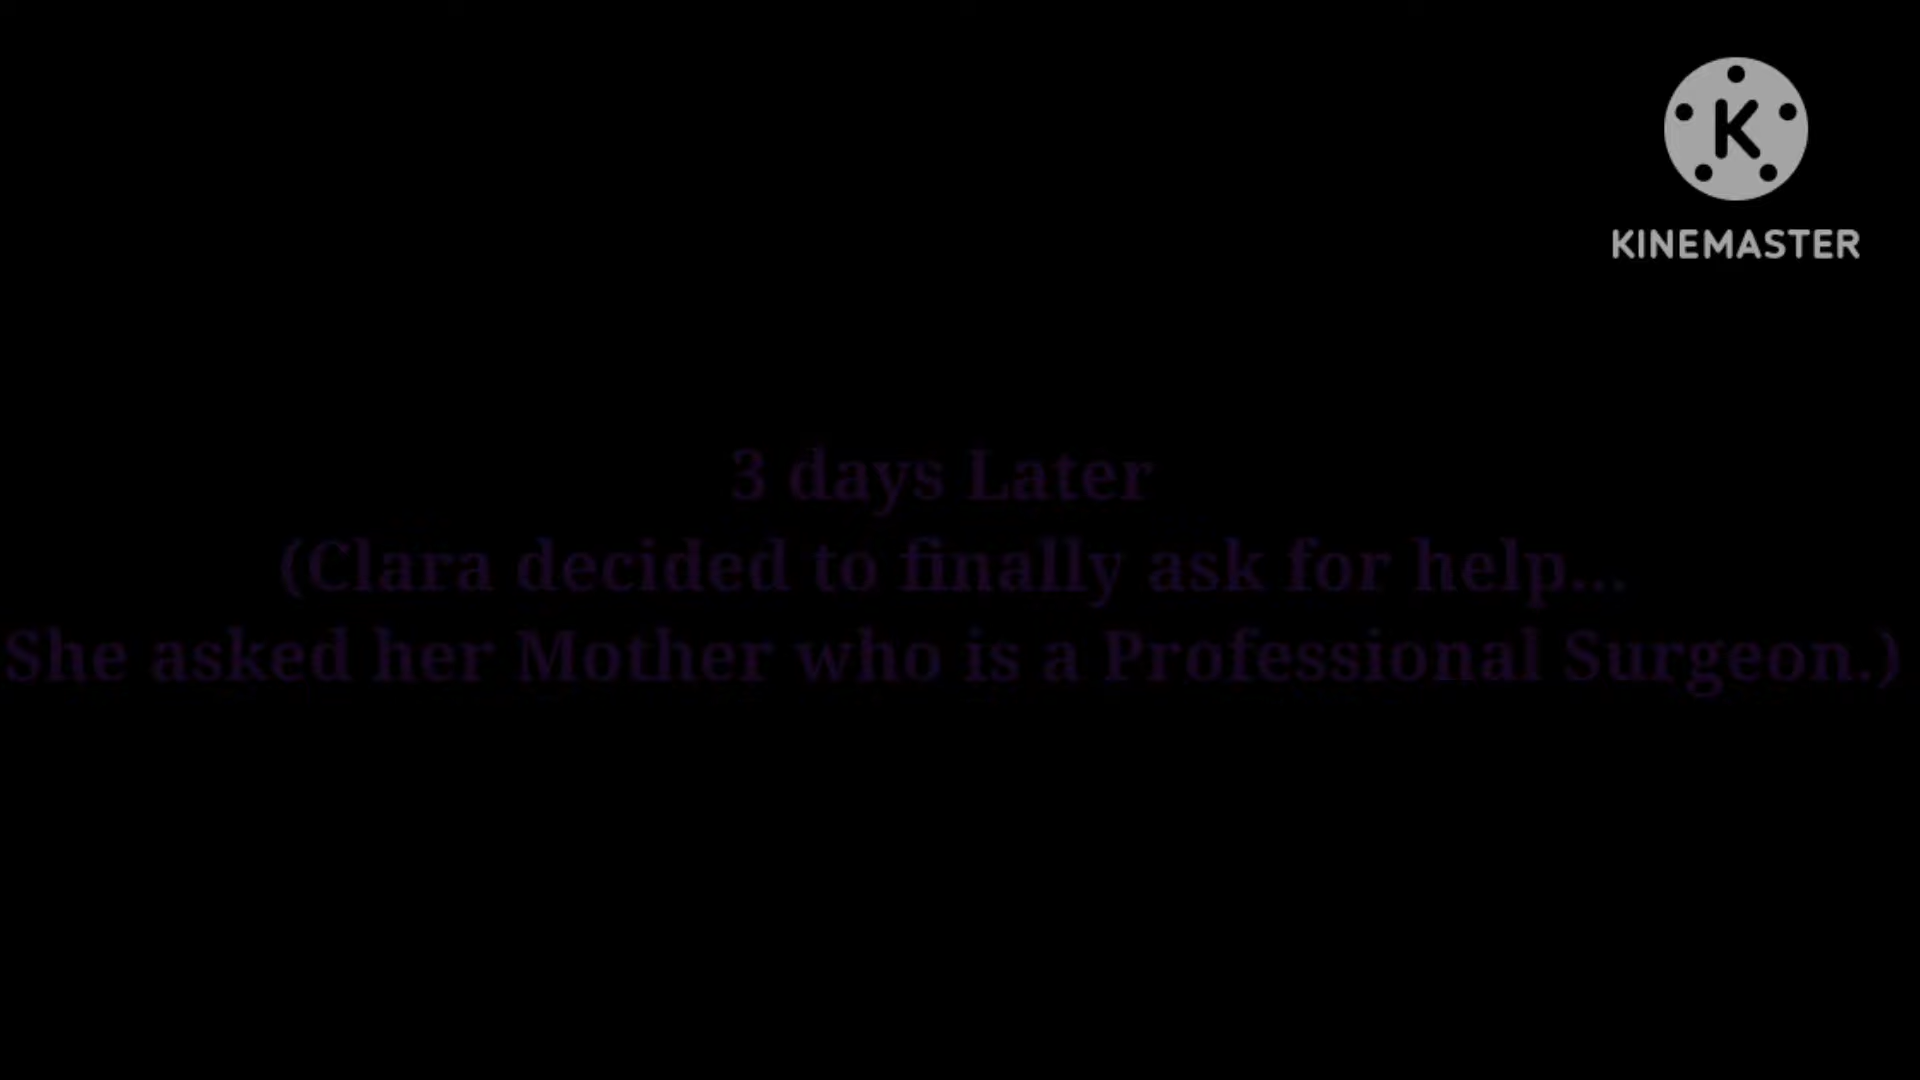 K
KINEMASTER
3 days Later
(Clara decided to finally ask for help...
She asked her Mother who is a Professional Surgeon.)